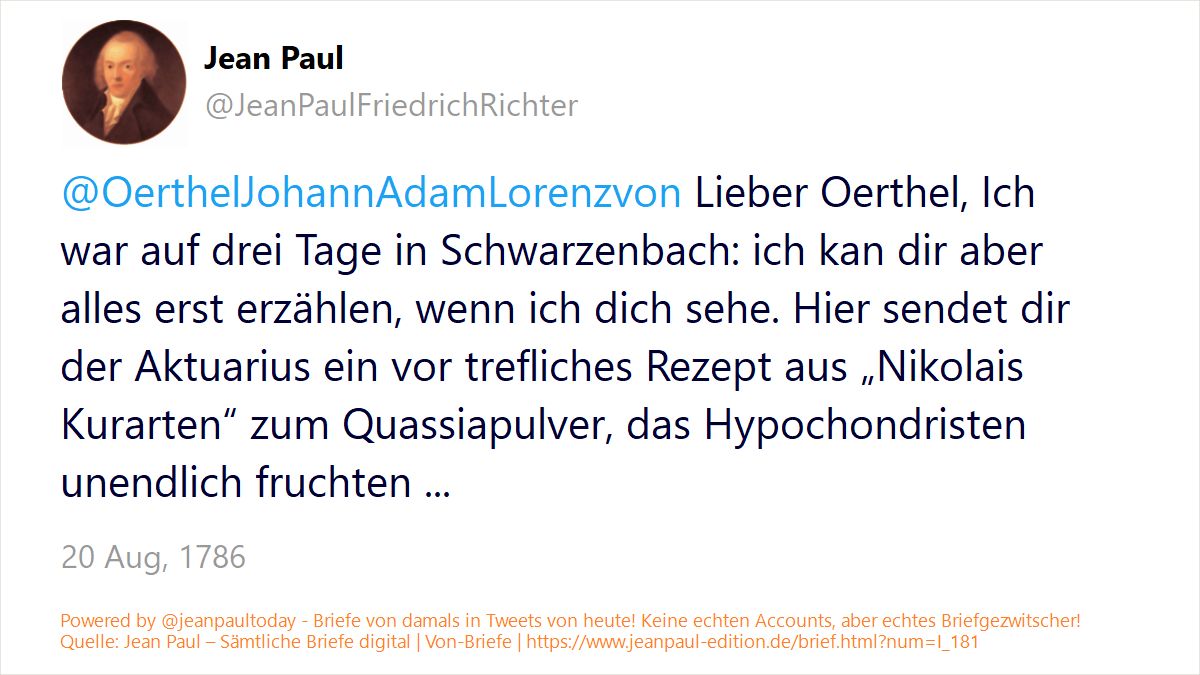 Jean Paul
@JeanPaulFriedrichRichter
@OerthelJohannAdamLorenzvon Lieber Oerthel, Ich
war auf drei Tage in Schwarzenbach: ich kan dir aber
alles erst erzählen, wenn ich dich sehe. Hier sendet dir
der Aktuarius ein vor trefliches Rezept aus „Nikolais
Kurarten“ zum Quassiapulver, das Hypochondristen
unendlich fruchten ...
20 Aug, 1786
Powered by @jeanpaultoday - Briefe von damals in Tweets von heute! Keine echten Accounts, aber echtes Briefgezwitscher!
Quelle: Jean Paul – Sämtliche Briefe digital | Von-Briefe | https://www.jeanpaul-edition.de/brief.html?num=I_181